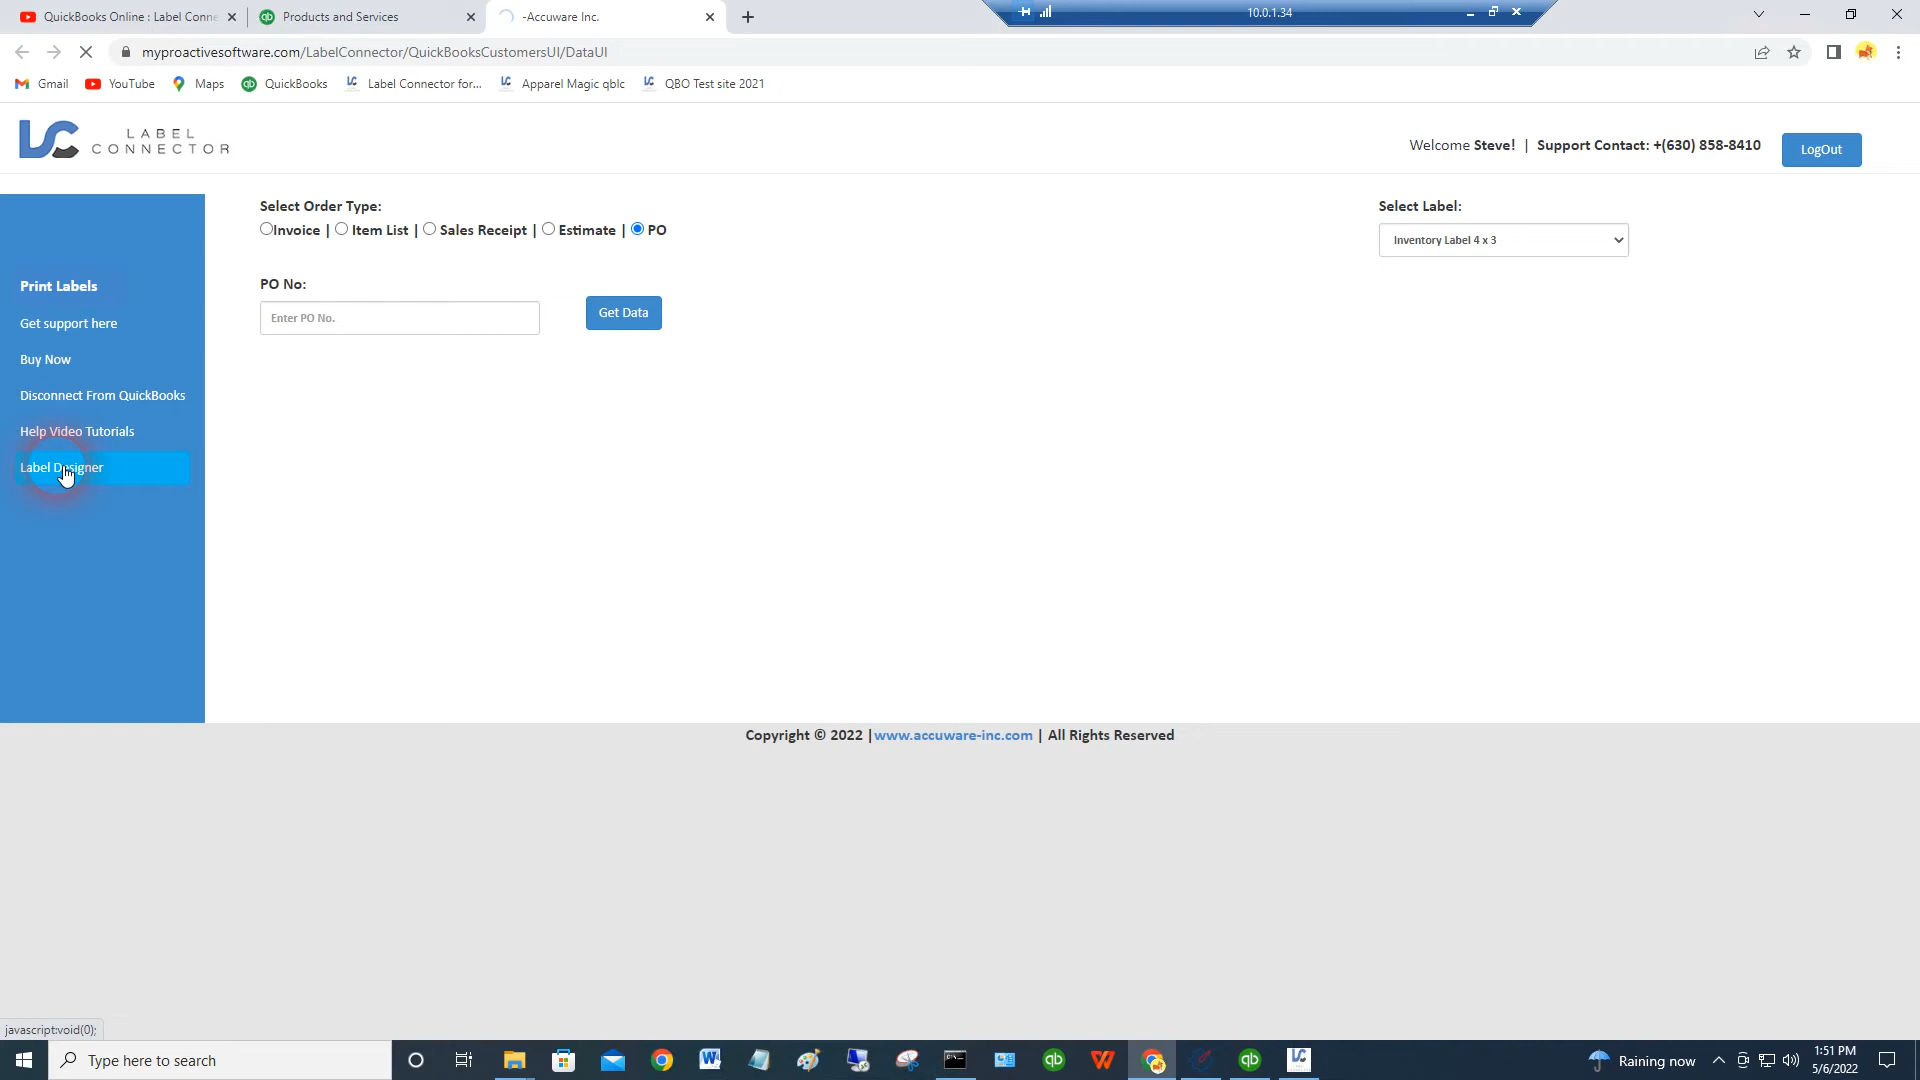 QuickBooks Online : Label Conne
Products and Services
-Accuware Inc.
10.0.1.34
myproactivesoftware.com/LabelConnector/QuickBooksCustomersUI/DataUI
Gmail
YouTube
Maps
QuickBooks
Label Connector for...
Apparel Magic qblc
QBO Test site 2021
LABEL
CONNECTOR
Welcome Steve! | Support Contact: +(630) 858-8410
LogOut
Select Order Type:
Invoice | Item List | Sales Receipt | Estimate | PO
Select Label:
Inventory Label 4 x 3
PO No:
Enter PO No.
Get Data
Print Labels
Get support here
Buy Now
Disconnect From QuickBooks
Help Video Tutorials
Label Designer
Copyright © 2022 |www.accuware-inc.com | All Rights Reserved
javascript:void(0);
Type here to search
Raining now
1:51 PM
5/6/2022